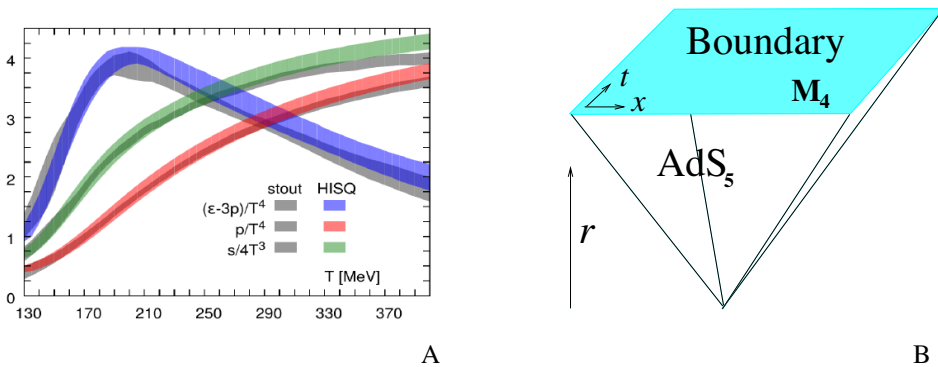 4
3
2
1
0
130 170 210 250 290 330 370
stout HISQ
(ε-3p)/T⁴
p/T⁴
s/4T³
T [MeV]
A
Boundary
M₄
t
x
AdS₅
r
B